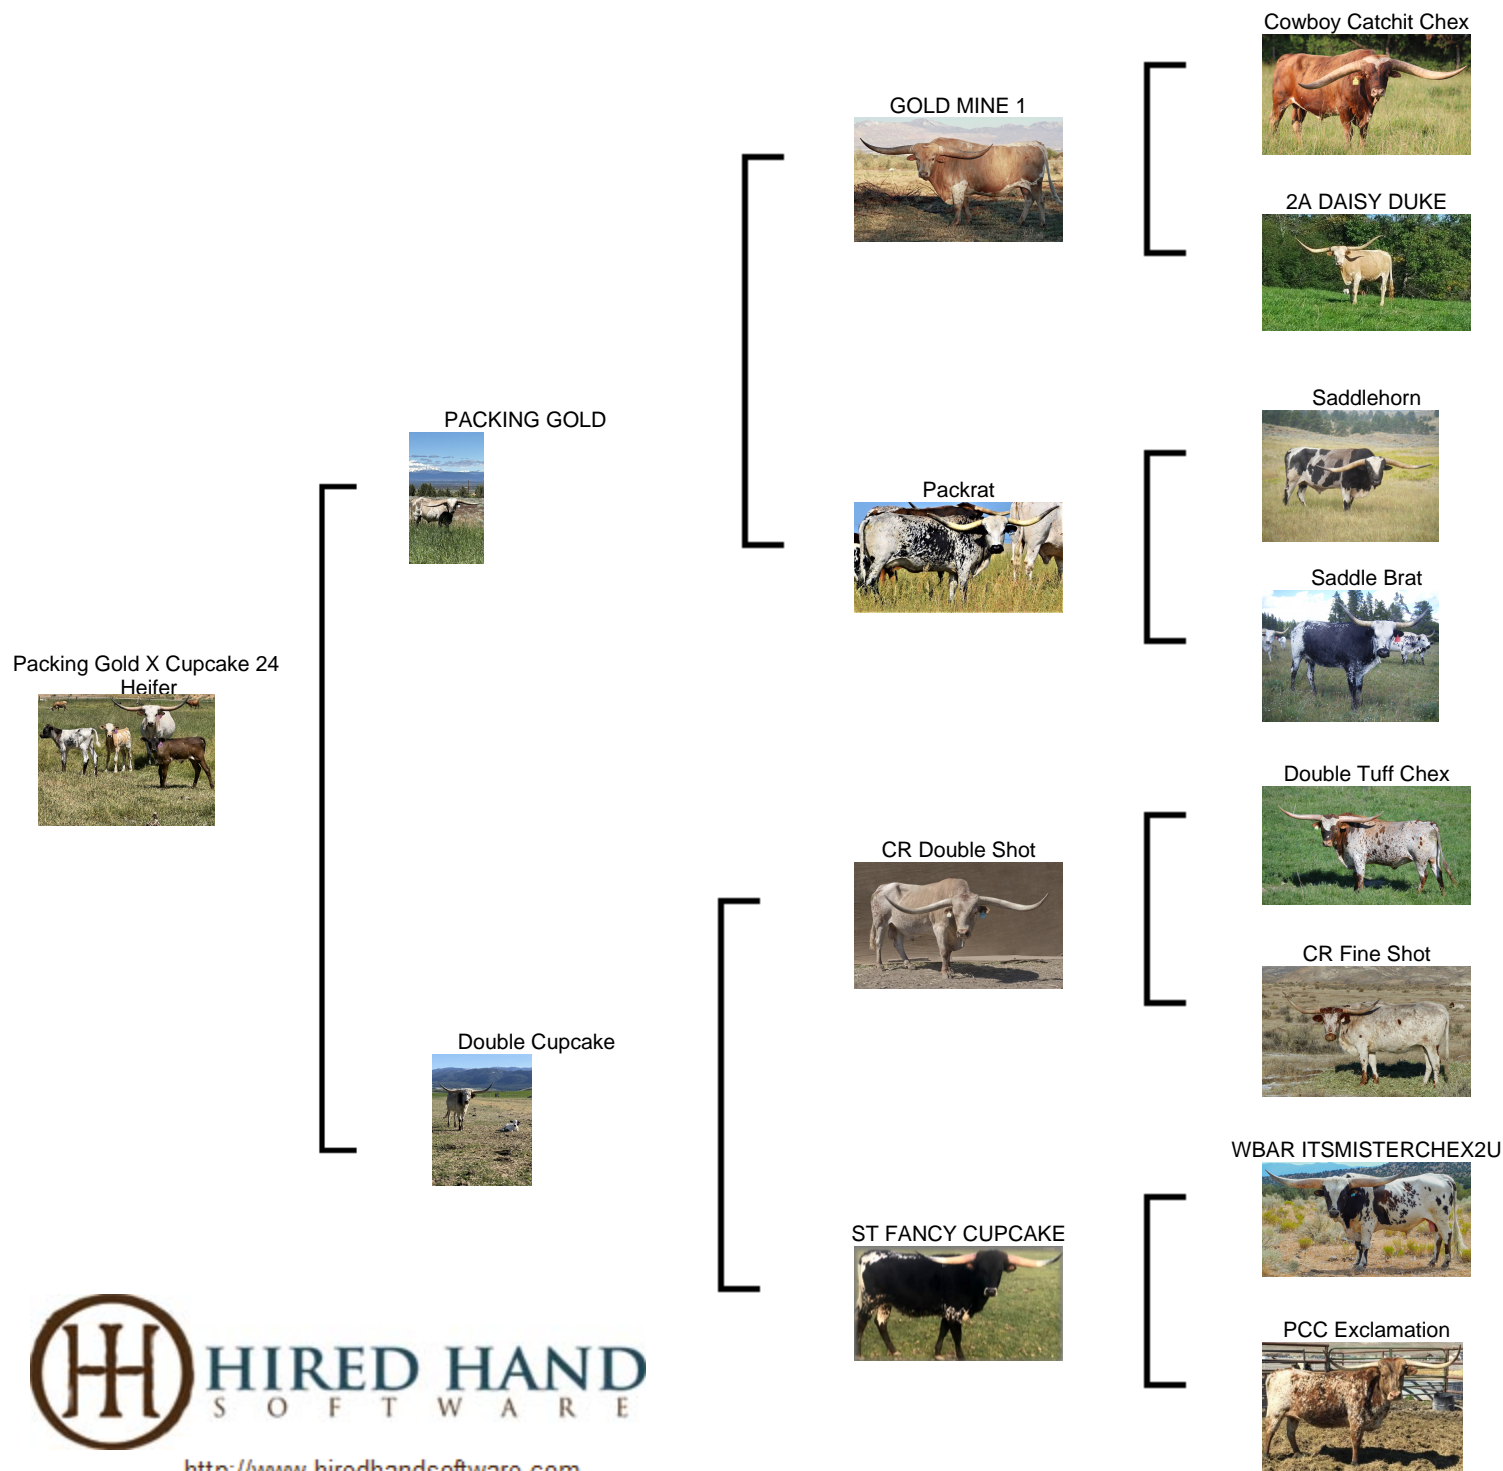 Cowboy Catchit Chex
GOLD MINE 1
2A DAISY DUKE
Saddlehorn
PACKING GOLD
Packrat
Saddle Brat
Packing Gold X Cupcake 24
Heifer
Double Tuff Chex
CR Double Shot
CR Fine Shot
Double Cupcake
WBAR ITSMISTERCHEX2U
ST FANCY CUPCAKE
PCC Exclamation
HIRED HAND
SOFTWARE
http://www.hiredhandsoftware.com